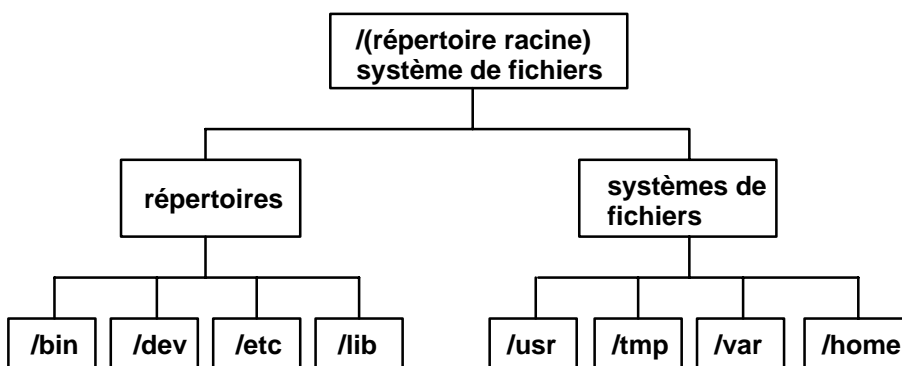 /(répertoire racine)
système de fichiers
répertoires
systèmes de
fichiers
/bin
/dev
/etc
/lib
/usr
/tmp
/var
/home